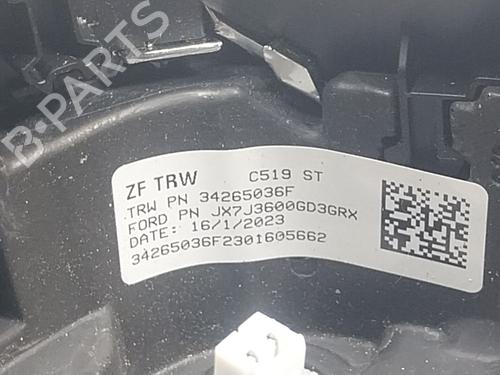 B-PARTS
ZF TRW C519 ST
TRW PN 34265036F
FORD PN JX7J3600GD3GRX
DATE: 16/1/2023
34265036F2301605662